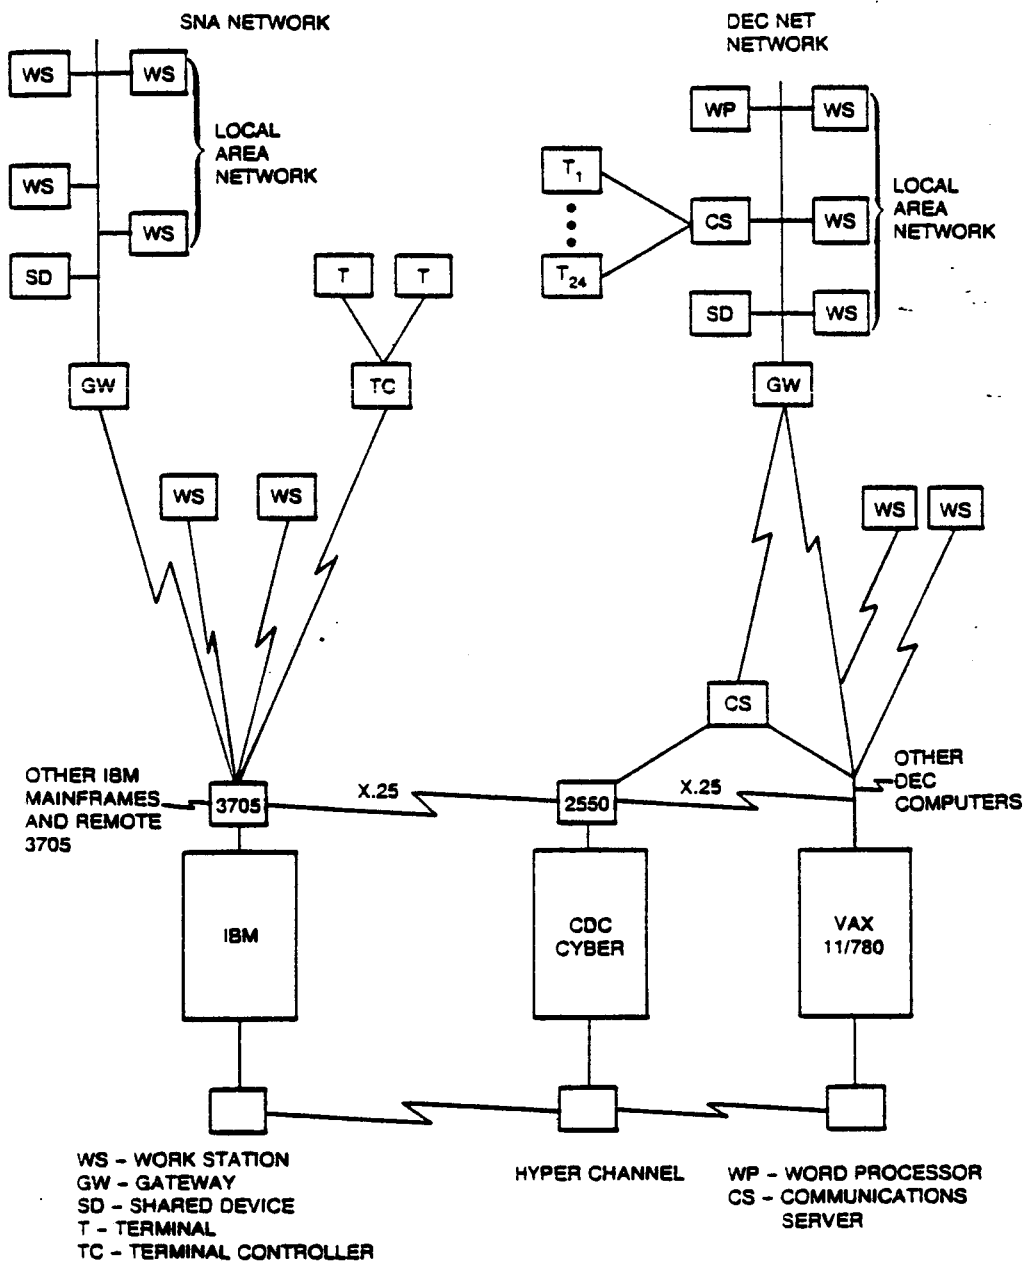 SNA NETWORK
DEC NET
NETWORK
WS
WS
LOCAL
AREA
NETWORK
WS
WS
SD
T
T
GW
TC
WS
WS
WP
WS
T1
LOCAL
AREA
NETWORK
CS
WS
T24
SD
WS
GW
WS
WS
CS
OTHER IBM
MAINFRAMES
AND REMOTE
3705
3705
X.25
2550
X.25
OTHER
DEC
COMPUTERS
IBM
CDC
CYBER
VAX
11/780
WS – WORK STATION
GW – GATEWAY
SD – SHARED DEVICE
T – TERMINAL
TC – TERMINAL CONTROLLER
HYPER CHANNEL
WP – WORD PROCESSOR
CS – COMMUNICATIONS
SERVER